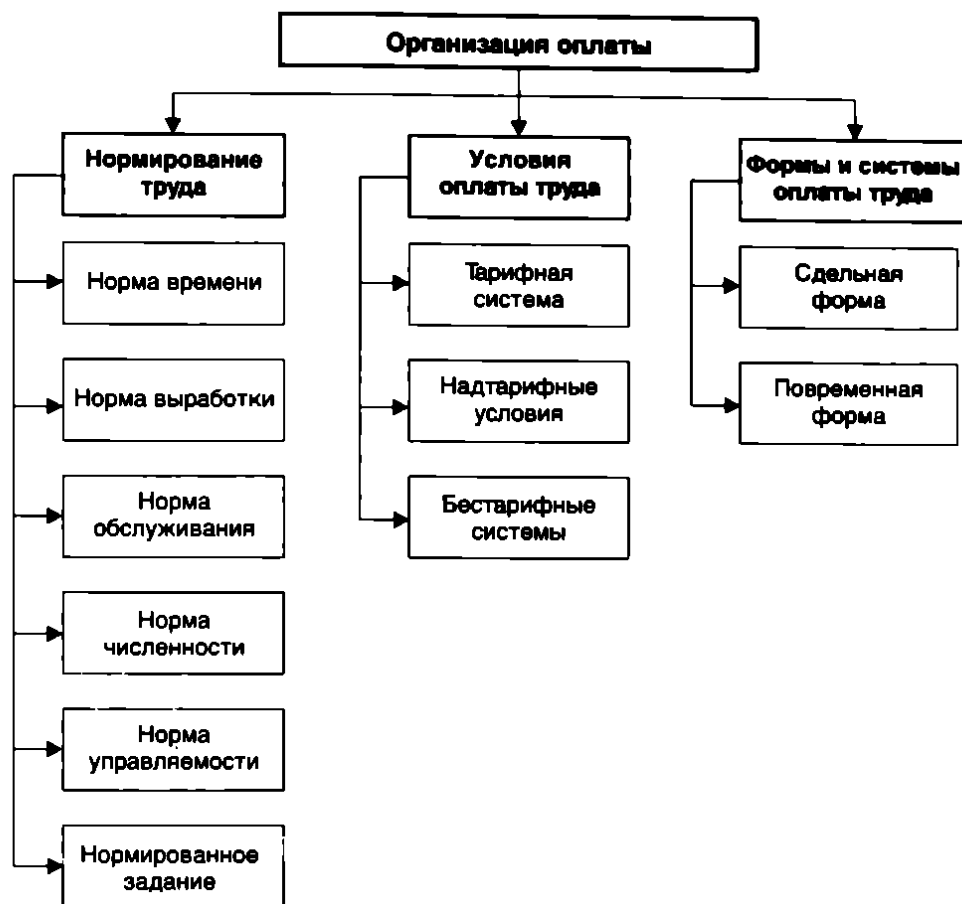 Организация оплаты
Нормирование
труда
Норма времени
Норма выработки
Норма
обслуживания
Норма
численности
Норма
управляемости
Нормированное
задание
Условия
оплаты труда
Тарифная
система
Надтарифные
условия
Бестарифные
системы
Формы и системы
оплаты труда
Сдельная
форма
Повременная
форма